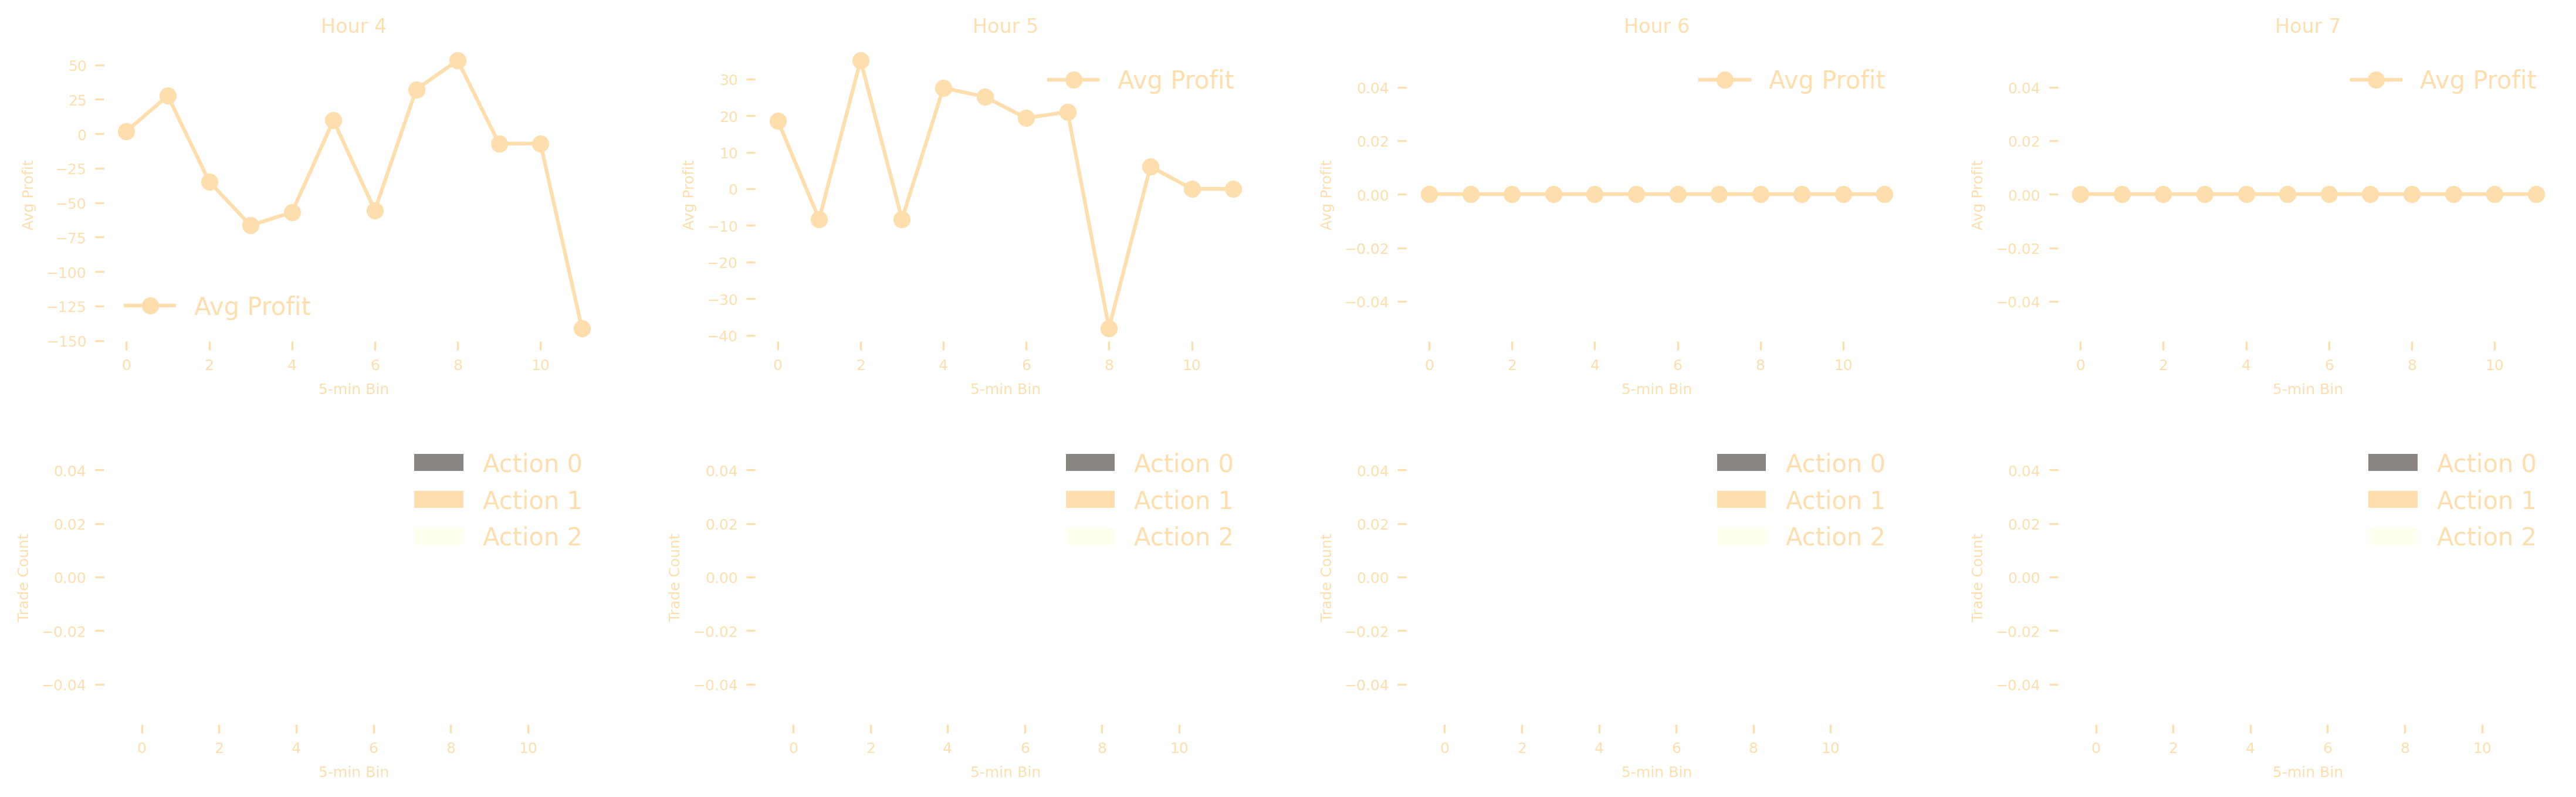 Hour 4
50
25
0
−25
−50
−75
−100
−125
−150
Avg Profit
Avg Profit
0 2 4 6 8 10
5-min Bin
Hour 5
30
20
10
0
−10
−20
−30
−40
Avg Profit
Avg Profit
0 2 4 6 8 10
5-min Bin
Hour 6
0.04
0.02
0.00
−0.02
−0.04
Avg Profit
Avg Profit
0 2 4 6 8 10
5-min Bin
Hour 7
0.04
0.02
0.00
−0.02
−0.04
Avg Profit
Avg Profit
0 2 4 6 8 10
5-min Bin
0.04
0.02
0.00
−0.02
−0.04
Trade Count
Action 0
Action 1
Action 2
0 2 4 6 8 10
5-min Bin
0.04
0.02
0.00
−0.02
−0.04
Trade Count
Action 0
Action 1
Action 2
0 2 4 6 8 10
5-min Bin
0.04
0.02
0.00
−0.02
−0.04
Trade Count
Action 0
Action 1
Action 2
0 2 4 6 8 10
5-min Bin
0.04
0.02
0.00
−0.02
−0.04
Trade Count
Action 0
Action 1
Action 2
0 2 4 6 8 10
5-min Bin